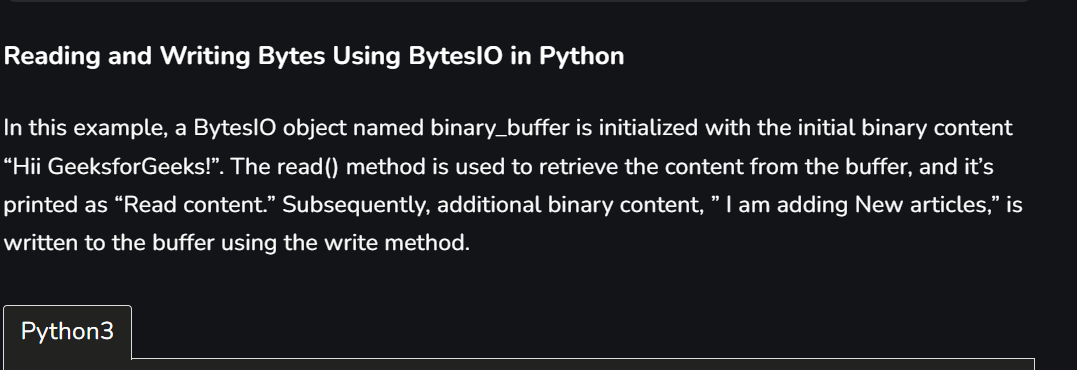 Reading and Writing Bytes Using BytesIO in Python
In this example, a BytesIO object named binary_buffer is initialized with the initial binary content
“Hii GeeksforGeeks!”. The read() method is used to retrieve the content from the buffer, and it’s
printed as “Read content.” Subsequently, additional binary content, ” I am adding New articles,” is
written to the buffer using the write method.
Python3